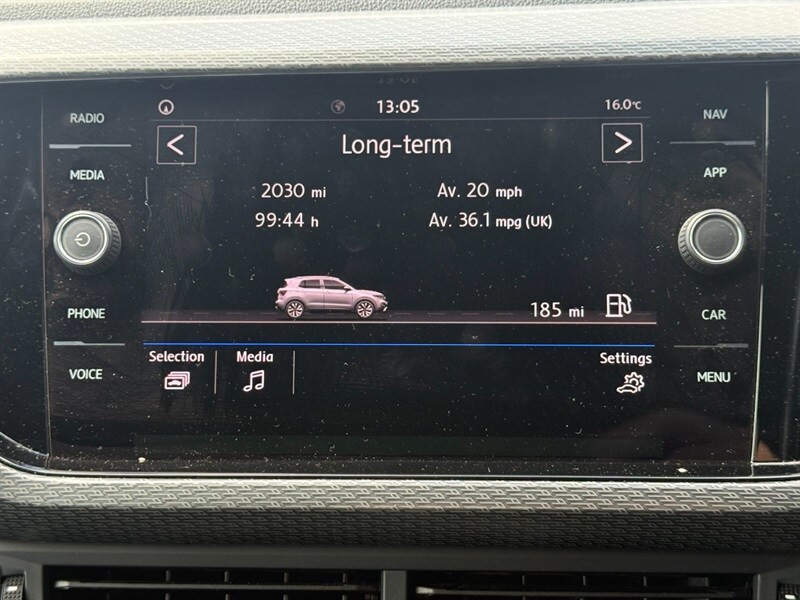 13:05
16.0°C
RADIO
NAV
Long-term
MEDIA
APP
2030 mi
Av. 20 mph
99:44 h
Av. 36.1 mpg (UK)
PHONE
185 mi
CAR
Selection
Media
Settings
VOICE
MENU